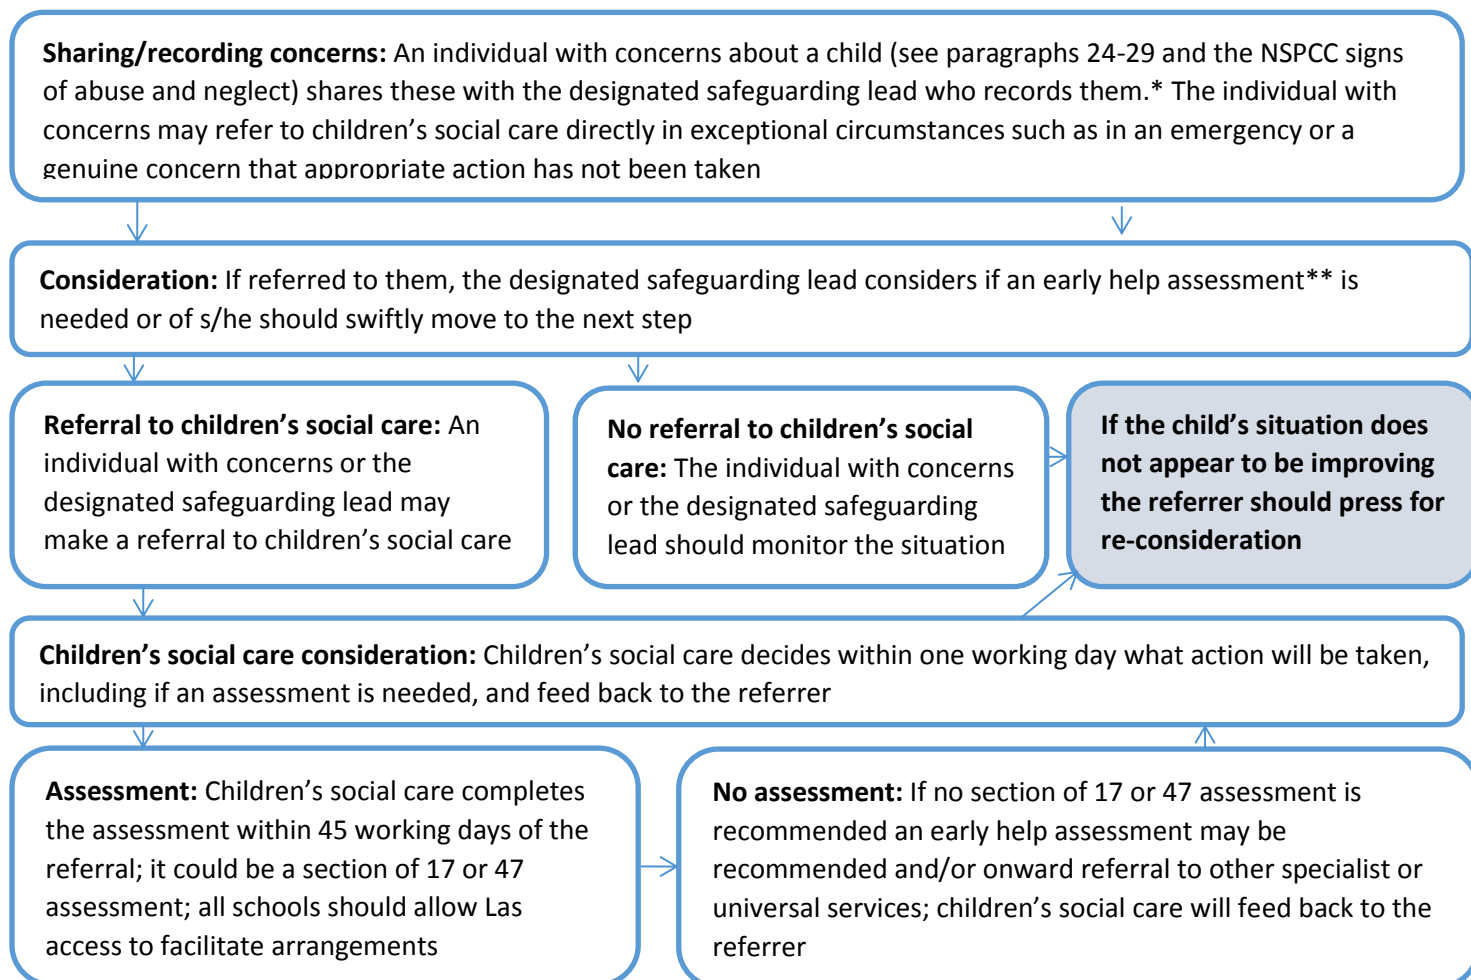 Sharing/recording concerns: An individual with concerns about a child (see paragraphs 24-29 and the NSPCC signs
of abuse and neglect) shares these with the designated safeguarding lead who records them.* The individual with
concerns may refer to children’s social care directly in exceptional circumstances such as in an emergency or a
genuine concern that appropriate action has not been taken
Consideration: If referred to them, the designated safeguarding lead considers if an early help assessment** is
needed or of s/he should swiftly move to the next step
Referral to children’s social care: An
individual with concerns or the
designated safeguarding lead may
make a referral to children’s social care
No referral to children’s social
care: The individual with concerns
or the designated safeguarding
lead should monitor the situation
If the child’s situation does
not appear to be improving
the referrer should press for
re-consideration
Children’s social care consideration: Children’s social care decides within one working day what action will be taken,
including if an assessment is needed, and feed back to the referrer
Assessment: Children’s social care completes
the assessment within 45 working days of the
referral; it could be a section of 17 or 47
assessment; all schools should allow Las
access to facilitate arrangements
No assessment: If no section of 17 or 47 assessment is
recommended an early help assessment may be
recommended and/or onward referral to other specialist or
universal services; children’s social care will feed back to the
referrer